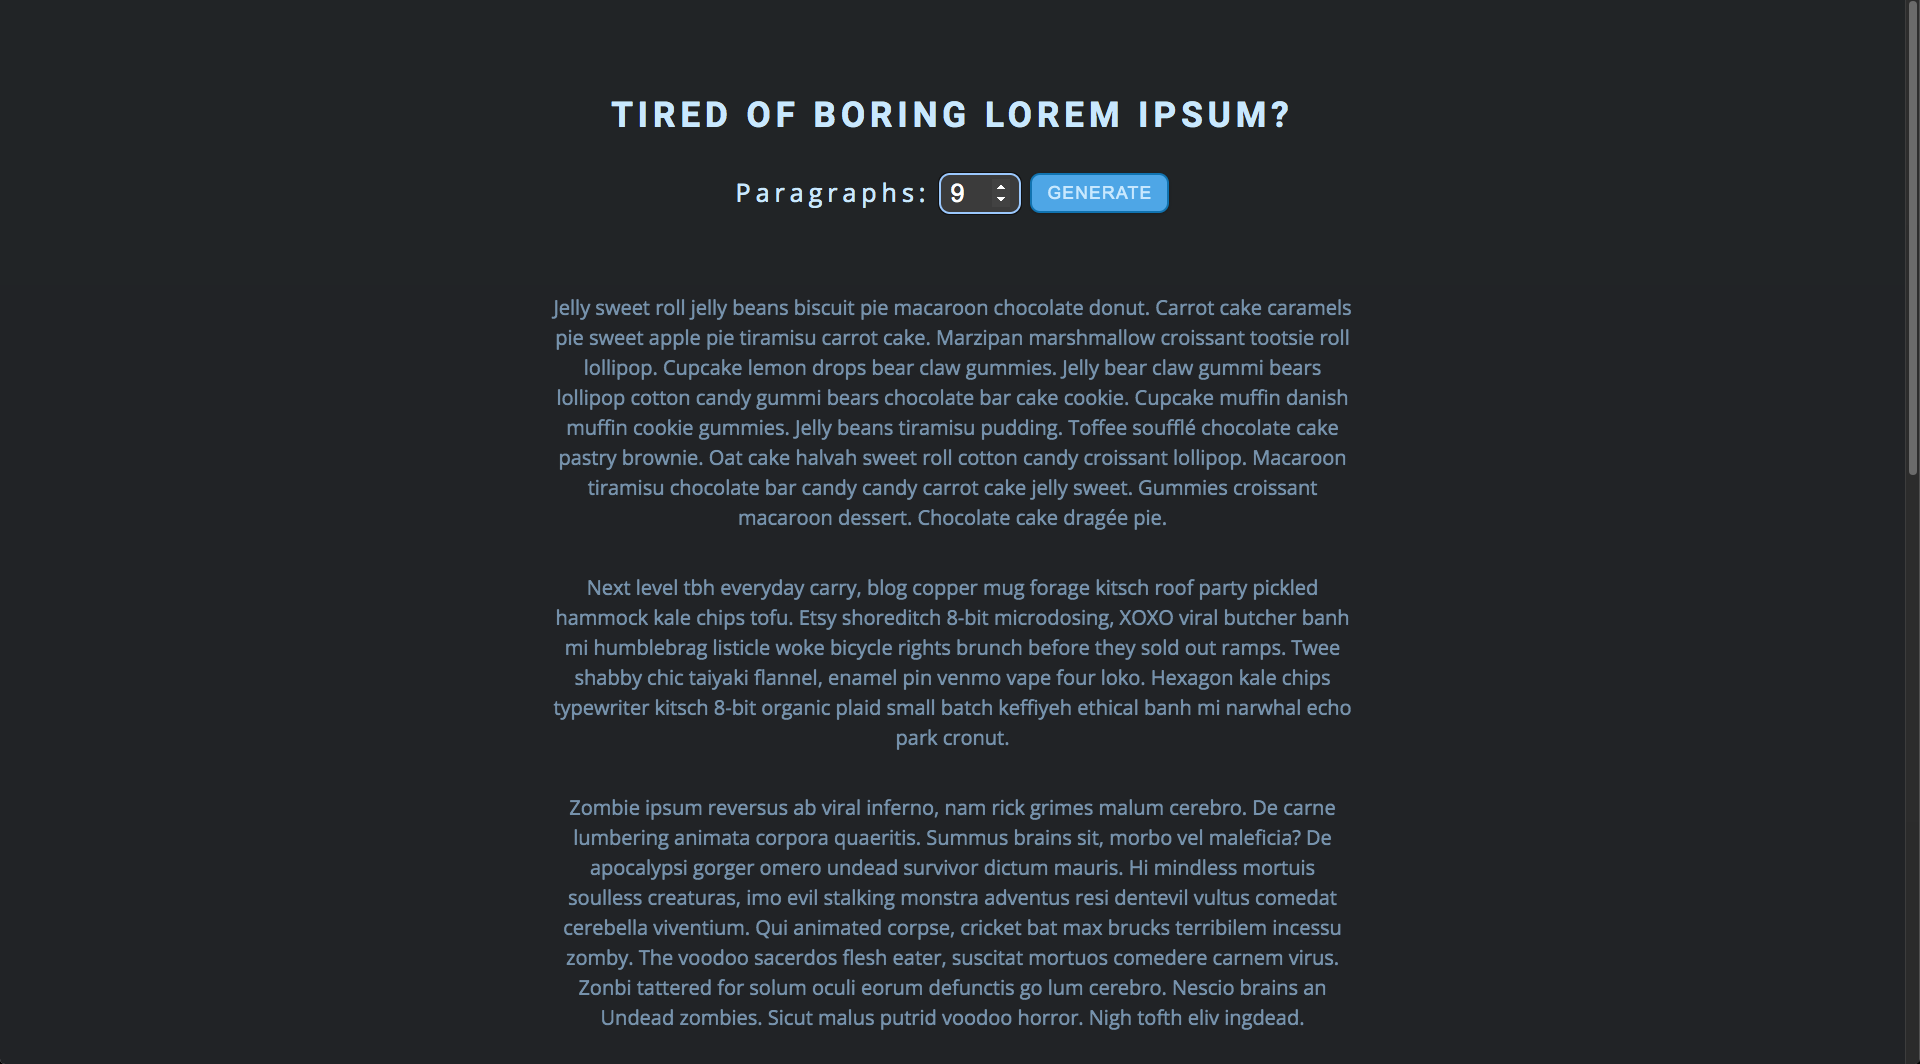 TIRED OF BORING LOREM IPSUM?
Paragraphs: 9 GENERATE
Jelly sweet roll jelly beans biscuit pie macaroon chocolate donut. Carrot cake caramels
pie sweet apple pie tiramisu carrot cake. Marzipan marshmallow croissant tootsie roll
lollipop. Cupcake lemon drops bear claw gummies. Jelly bear claw gummi bears
lollipop cotton candy gummi bears chocolate bar cake cookie. Cupcake muffin danish
muffin cookie gummies. Jelly beans tiramisu pudding. Toffee soufflé chocolate cake
pastry brownie. Oat cake halvah sweet roll cotton candy croissant lollipop. Macaroon
tiramisu chocolate bar candy candy carrot cake jelly sweet. Gummies croissant
macaroon dessert. Chocolate cake dragée pie.
Next level tbh everyday carry, blog copper mug forage kitsch roof party pickled
hammock kale chips tofu. Etsy shoreditch 8-bit microdosing, XOXO viral butcher banh
mi humblebrag listicle woke bicycle rights brunch before they sold out ramps. Twee
shabby chic taiyaki flannel, enamel pin venmo vape four loko. Hexagon kale chips
typewriter kitsch 8-bit organic plaid small batch keffiyeh ethical banh mi narwhal echo
park cronut.
Zombie ipsum reversus ab viral inferno, nam rick grimes malum cerebro. De carne
lumbering animata corpora quaeritis. Summus brains sit, morbo vel maleficia? De
apocalypsi gorger omero undead survivor dictum mauris. Hi mindless mortuis
soulless creaturas, imo evil stalking monstra adventus resi dentevil vultus comedat
cerebella viventium. Qui animated corpse, cricket bat max brucks terribilem incessu
zomby. The voodoo sacerdos flesh eater, suscitat mortuos comedere carnem virus.
Zonbi tattered for solum oculi eorum defunctis go lum cerebro. Nescio brains an
Undead zombies. Sicut malus putrid voodoo horror. Nigh tofth eliv ingdead.